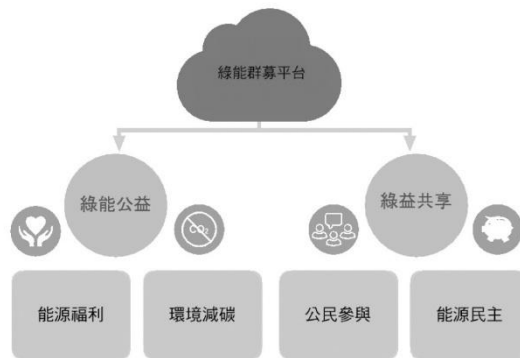 綠能群募平台
綠能公益
綠益共享
CO₂
能源福利
環境減碳
公民參與
能源民主